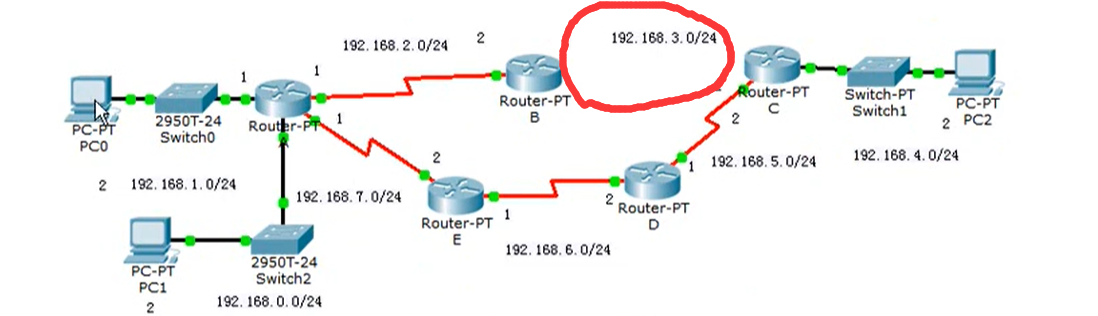 192.168.2.0/24
2
192.168.3.0/24
1
1
PC-PT
PC0
2950T-24
Switch0
Router-PT
A
1
Router-PT
B
Router-PT
C
Switch-PT
Switch1
PC-PT
PC2
2
2
2
192.168.1.0/24
192.168.7.0/24
2
Router-PT
E
1
192.168.6.0/24
2
Router-PT
D
1
192.168.5.0/24
192.168.4.0/24
PC-PT
PC1
2
2950T-24
Switch2
192.168.0.0/24